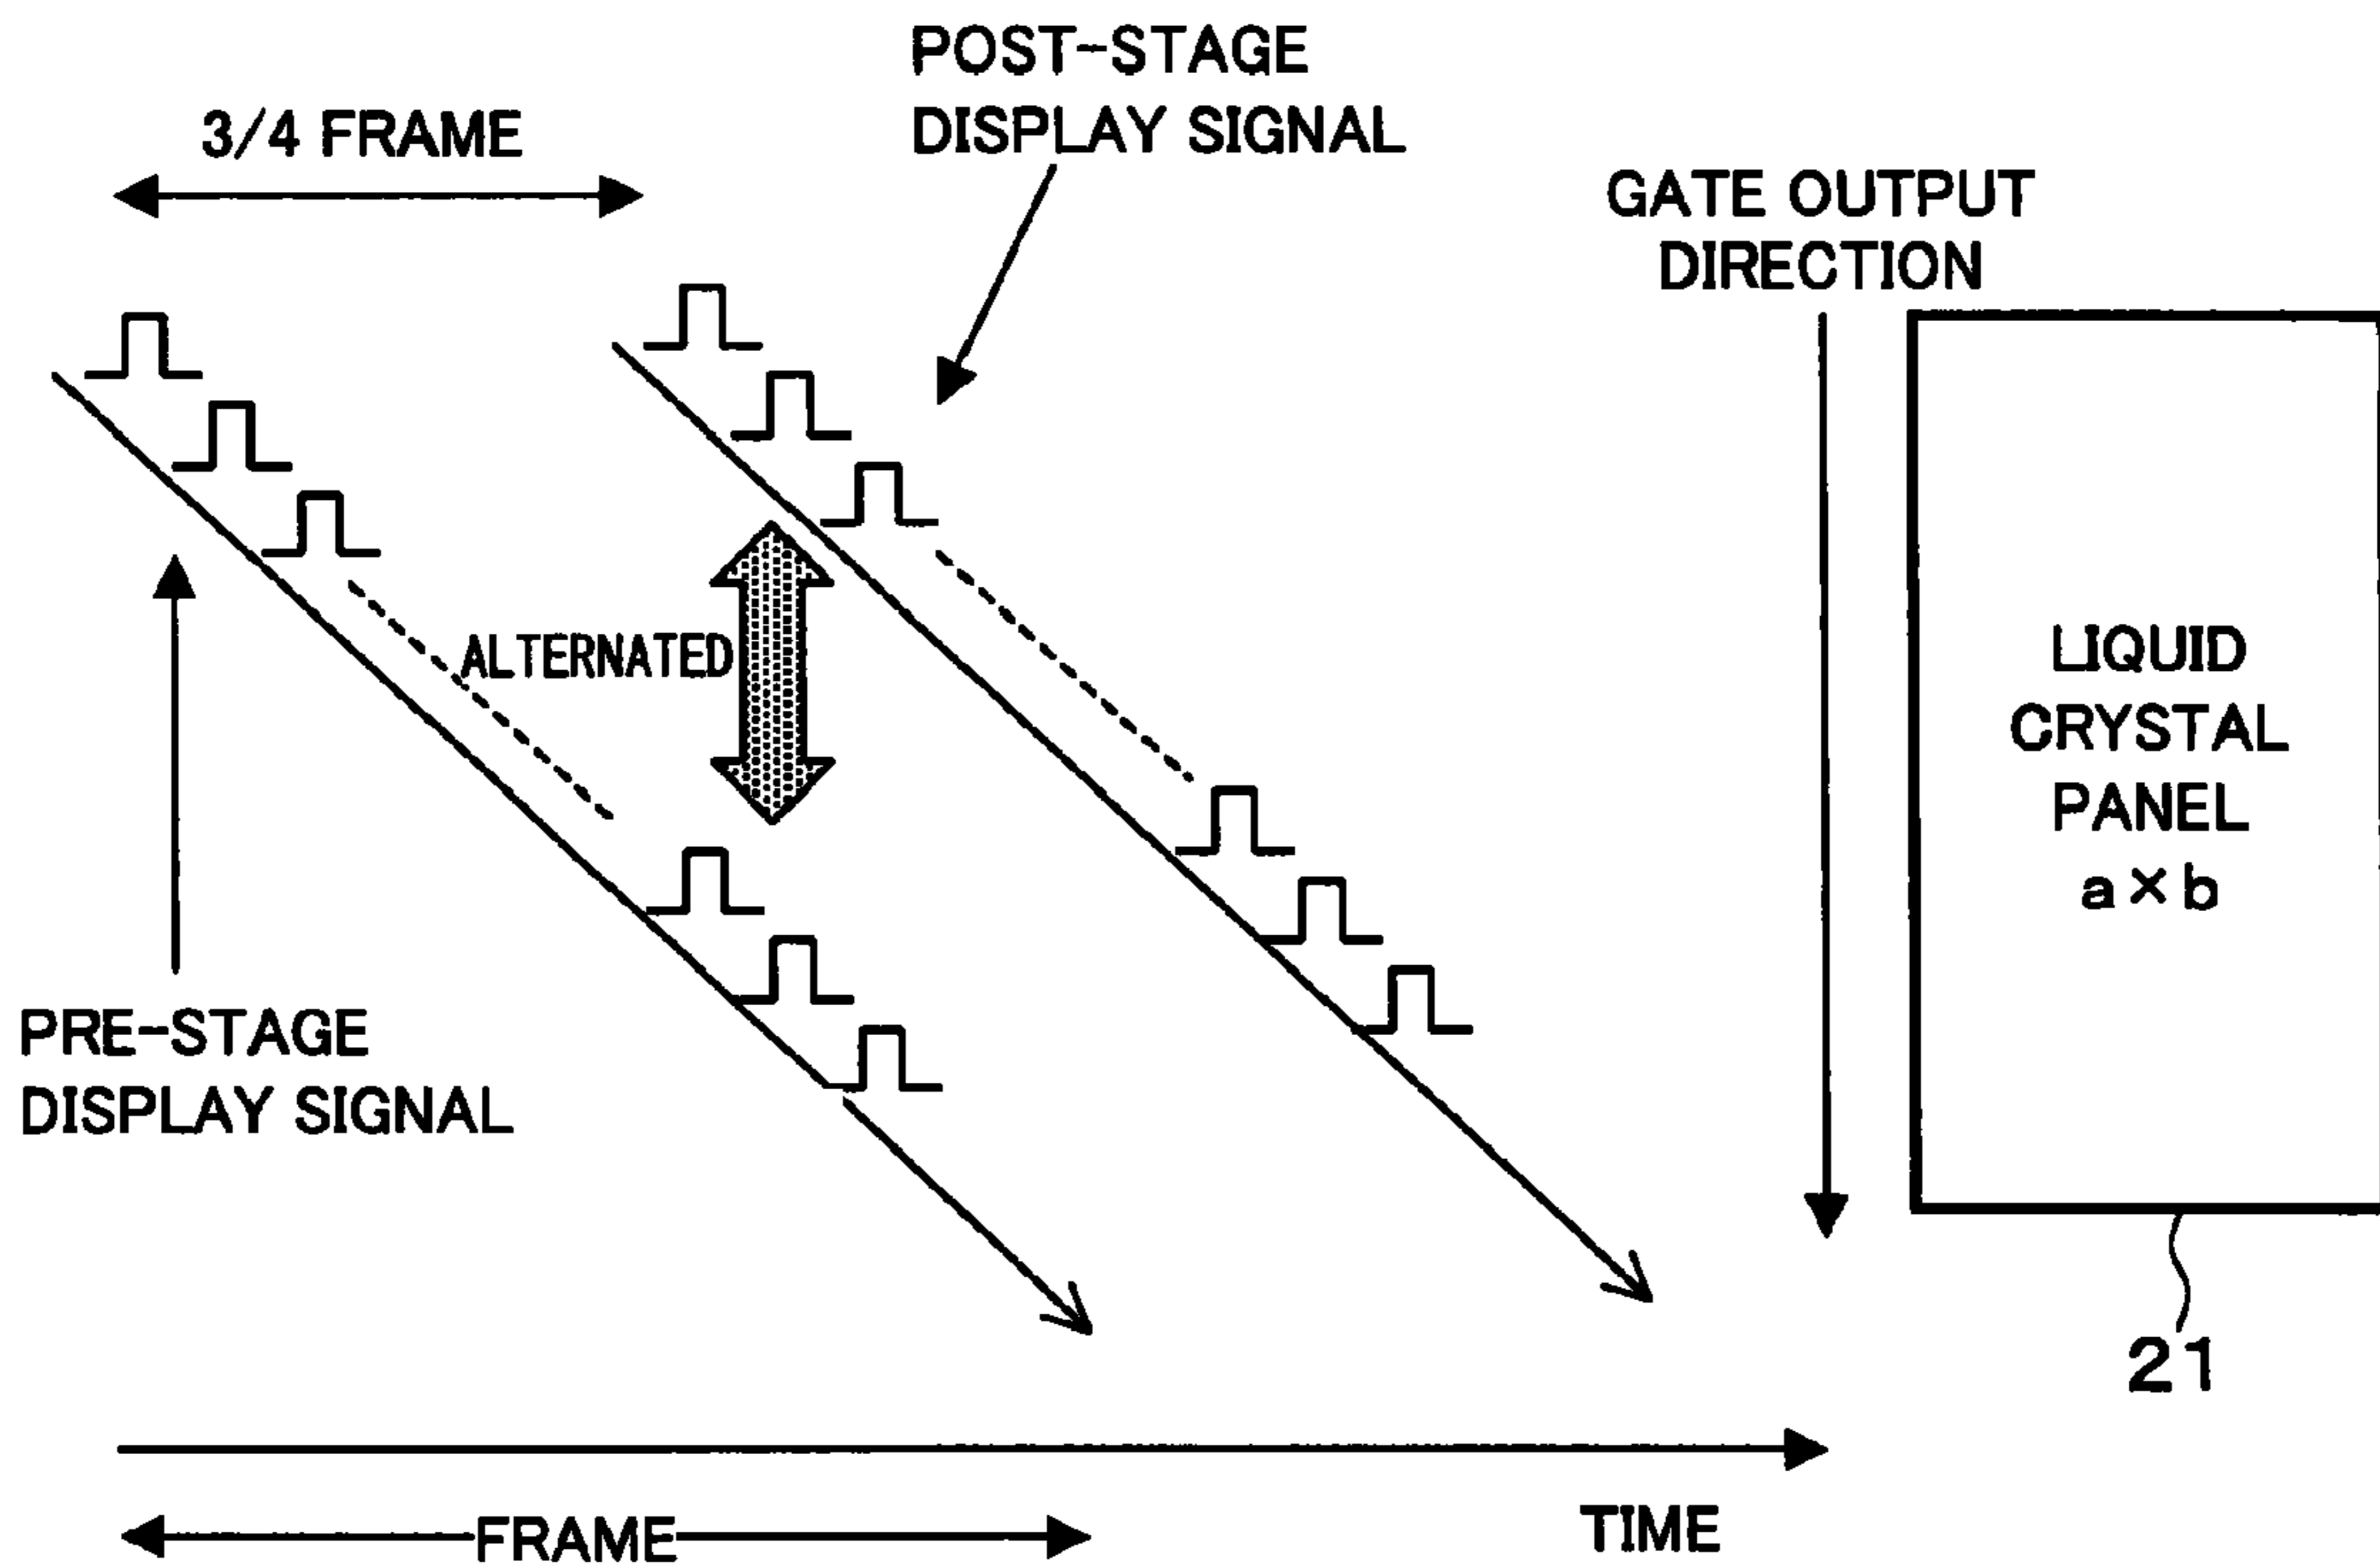 POST-STAGE
DISPLAY SIGNAL
3/4 FRAME
GATE OUTPUT
DIRECTION
ALTERNATED
LIQUID
CRYSTAL
PANEL
a×b
PRE-STAGE
DISPLAY SIGNAL
21
TIME
FRAME